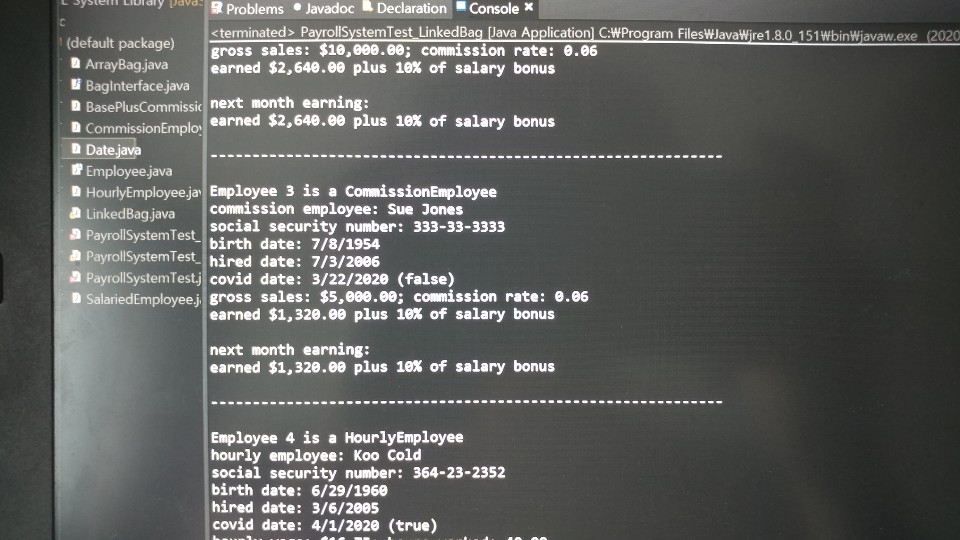 Problems Javadoc Declaration Console
<terminated> PayrollSystemTest_LinkedBag [Java Application] C:₩Program Files₩Java₩jre1.8.0_151₩bin₩javaw.exe (2020
System Library [java
(default package)
ArrayBag.java
BagInterface.java
BasePlusCommissic
CommissionEmploy
Date.java
Employee.java
HourlyEmployee.jav
LinkedBag.java
PayrollSystemTest_
PayrollSystemTest_
PayrollSystemTest.j
SalariedEmployee.j
gross sales: $10,000.00; commission rate: 0.06
earned $2,640.00 plus 10% of salary bonus
next month earning:
earned $2,640.00 plus 10% of salary bonus
-------------------------------------------------------------
Employee 3 is a CommissionEmployee
commission employee: Sue Jones
social security number: 333-33-3333
birth date: 7/8/1954
hired date: 7/3/2006
covid date: 3/22/2020 (false)
gross sales: $5,000.00; commission rate: 0.06
earned $1,320.00 plus 10% of salary bonus
next month earning:
earned $1,320.00 plus 10% of salary bonus
-------------------------------------------------------------
Employee 4 is a HourlyEmployee
hourly employee: Koo Cold
social security number: 364-23-2352
birth date: 6/29/1960
hired date: 3/6/2005
covid date: 4/1/2020 (true)